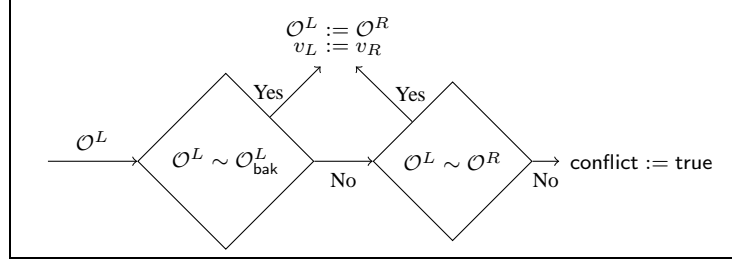 𝒪^L := 𝒪^R
v_L := v_R
Yes
Yes
𝒪^L
𝒪^L ∼ 𝒪^L_bak
No
𝒪^L ∼ 𝒪^R
No
conflict := true